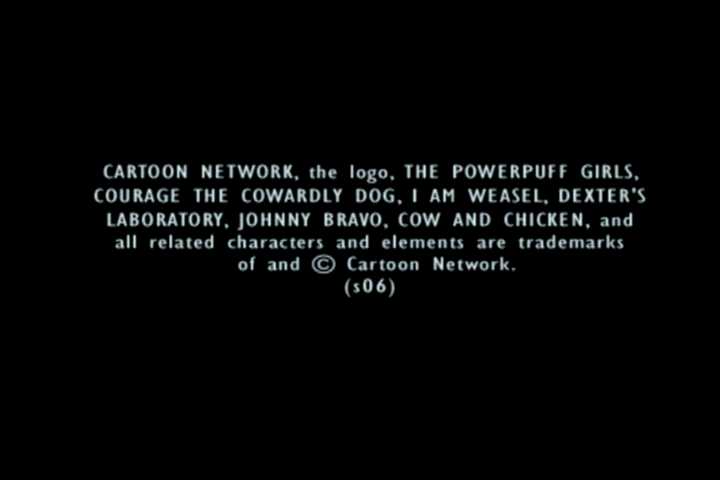 CARTOON NETWORK, the logo, THE POWERPUFF GIRLS,
COURAGE THE COWARDLY DOG, I AM WEASEL, DEXTER'S
LABORATORY, JOHNNY BRAVO, COW AND CHICKEN, and
all related characters and elements are trademarks
of and © Cartoon Network.
(s06)